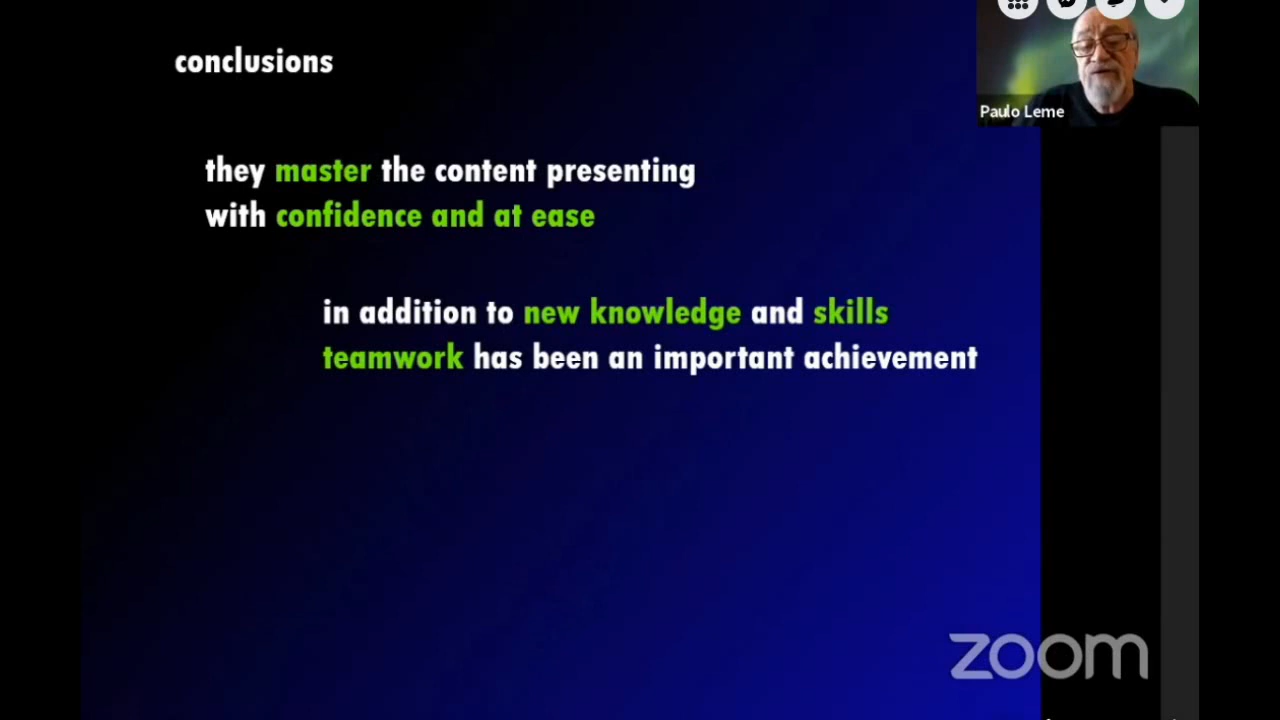 conclusions
Paulo Leme
they master the content presenting
with confidence and at ease
in addition to new knowledge and skills
teamwork has been an important achievement
zoom